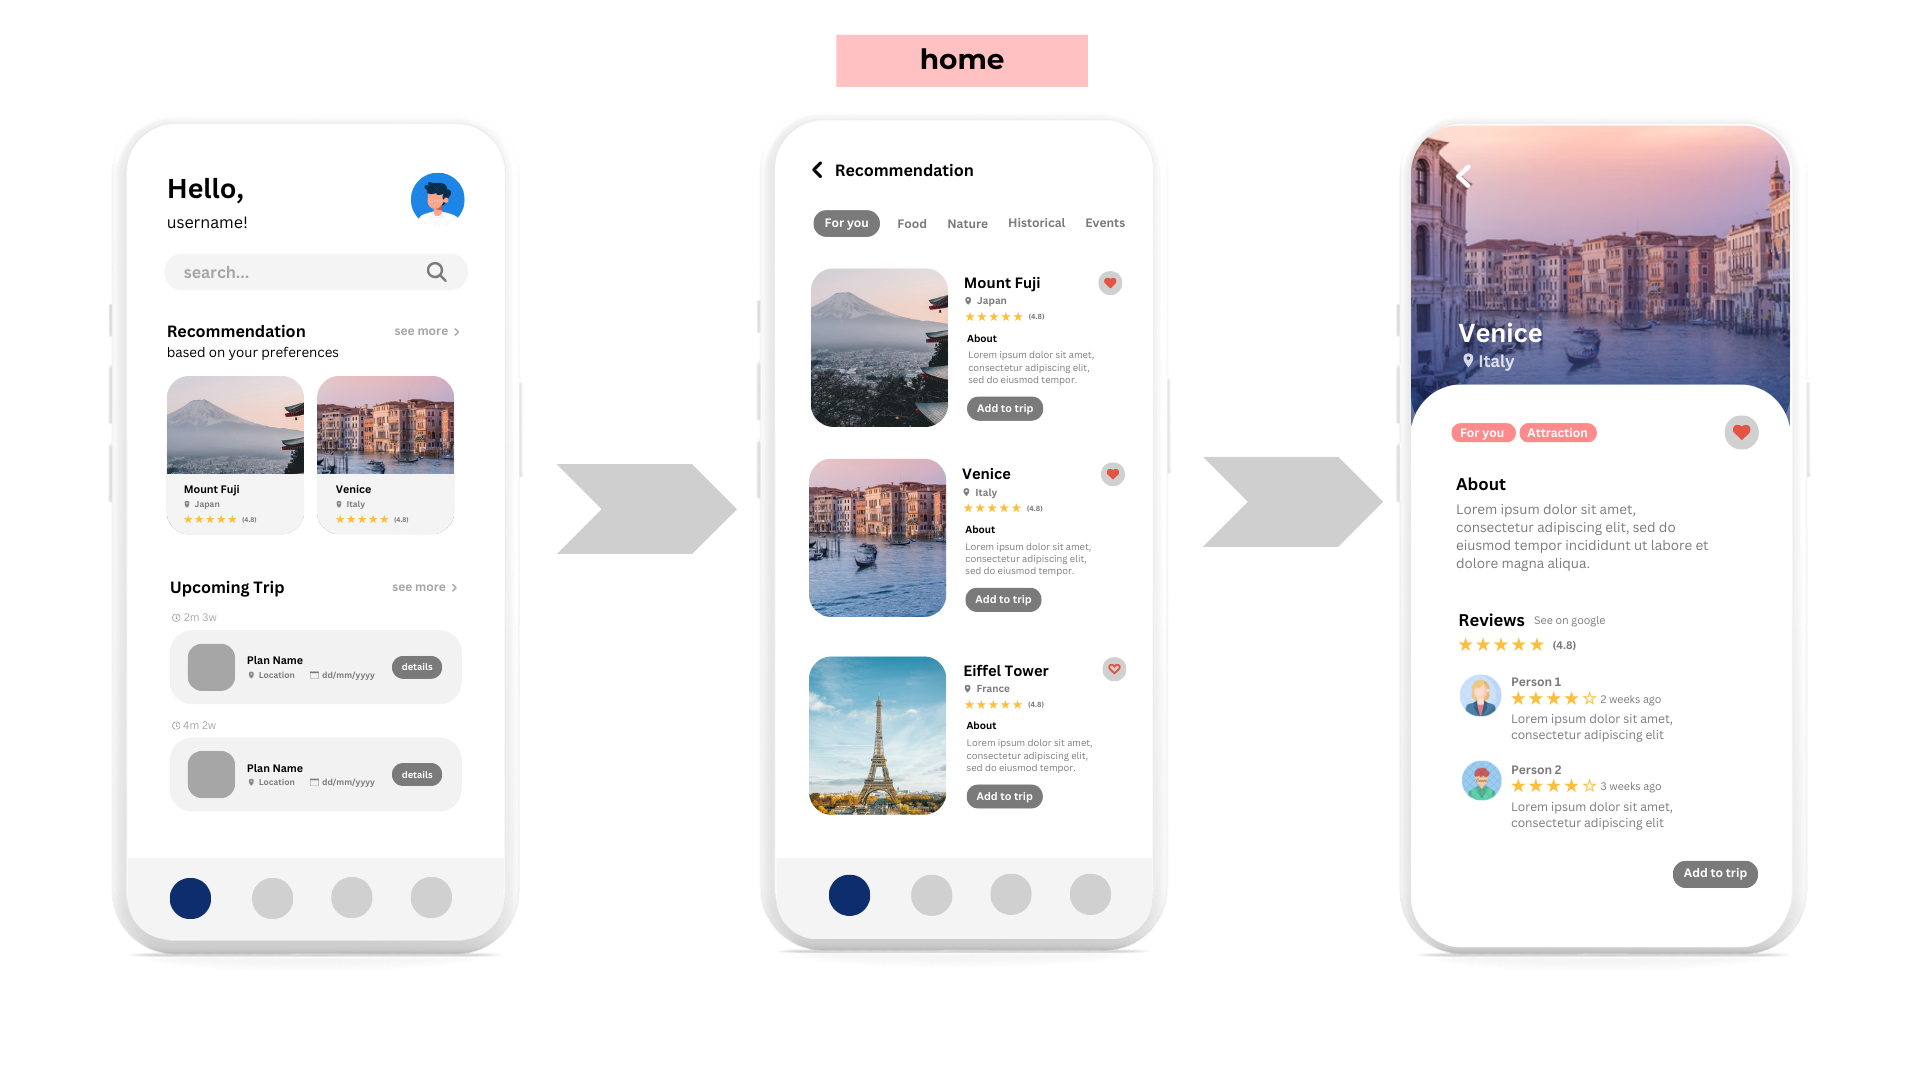 home
Hello,
username!
search...
Recommendation
see more
based on your preferences
Mount Fuji
Japan
(4.8)
Venice
Italy
(4.8)
Upcoming Trip
see more
2m 3w
Plan Name
Location
dd/mm/yyyy
details
4m 2w
Plan Name
Location
dd/mm/yyyy
details
Recommendation
For you
Food
Nature
Historical
Events
Mount Fuji
Japan
(4.8)
About
Lorem ipsum dolor sit amet,
consectetur adipiscing elit,
sed do eiusmod tempor.
Add to trip
Venice
Italy
(4.8)
About
Lorem ipsum dolor sit amet,
consectetur adipiscing elit,
sed do eiusmod tempor.
Add to trip
Eiffel Tower
France
(4.8)
About
Lorem ipsum dolor sit amet,
consectetur adipiscing elit,
sed do eiusmod tempor.
Add to trip
Venice
Italy
For you
Attraction
About
Lorem ipsum dolor sit amet,
consectetur adipiscing elit, sed do
eiusmod tempor incididunt ut labore et
dolore magna aliqua.
Reviews
See on google
(4.8)
Person 1
2 weeks ago
Lorem ipsum dolor sit amet,
consectetur adipiscing elit
Person 2
3 weeks ago
Lorem ipsum dolor sit amet,
consectetur adipiscing elit
Add to trip